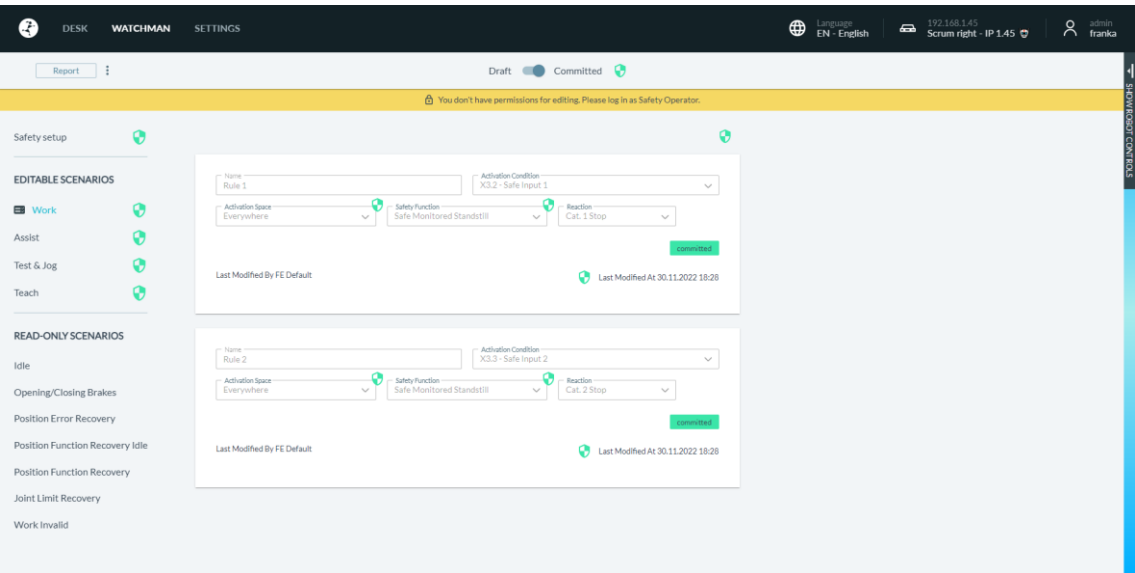 DESK WATCHMAN SETTINGS
Language
EN - English
192.168.1.45
Scrum right - IP 1.45
admin
franka
Report
Draft Committed
You don't have permissions for editing. Please log in as Safety Operator.
SHOW ROBOT CONTROLS
Safety setup
EDITABLE SCENARIOS
Work
Assist
Test & Jog
Teach
READ-ONLY SCENARIOS
Idle
Opening/Closing Brakes
Position Error Recovery
Position Function Recovery Idle
Position Function Recovery
Joint Limit Recovery
Work Invalid
Name
Rule 1
Activation Condition
X3.2 - Safe Input 1
Activation Space
Everywhere
Safety Function
Safe Monitored Standstill
Reaction
Cat. 1 Stop
committed
Last Modified By FE Default
Last Modified At 30.11.2022 18:28
Name
Rule 2
Activation Condition
X3.3 - Safe Input 2
Activation Space
Everywhere
Safety Function
Safe Monitored Standstill
Reaction
Cat. 2 Stop
committed
Last Modified By FE Default
Last Modified At 30.11.2022 18:28